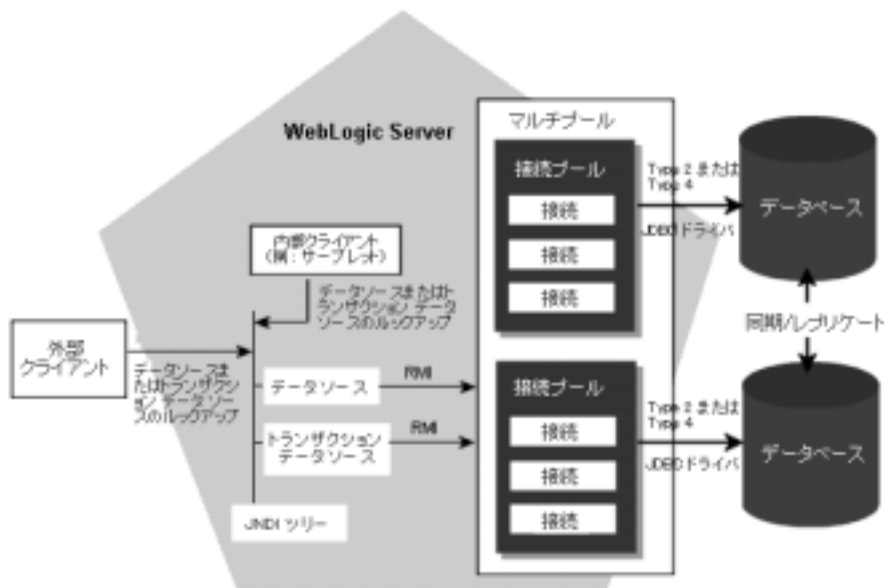 WebLogic Server
マルチプール
接続プール
接続
接続
接続
Type 2 または
Type 4
JDBCドライバ
データベース
内部クライアント
(例：サーブレット)
データソースまたはト
ランザクション データ
ソースのルックアップ
同期/レプリケート
外部
クライアント
データソースま
たはトランザクシ
ョン データソー
スのルックアップ
データソース
RMI
トランザクション
データソース
RMI
JNDI ツリー
接続プール
接続
接続
接続
Type 2 または
Type 4
JDBCドライバ
データベース